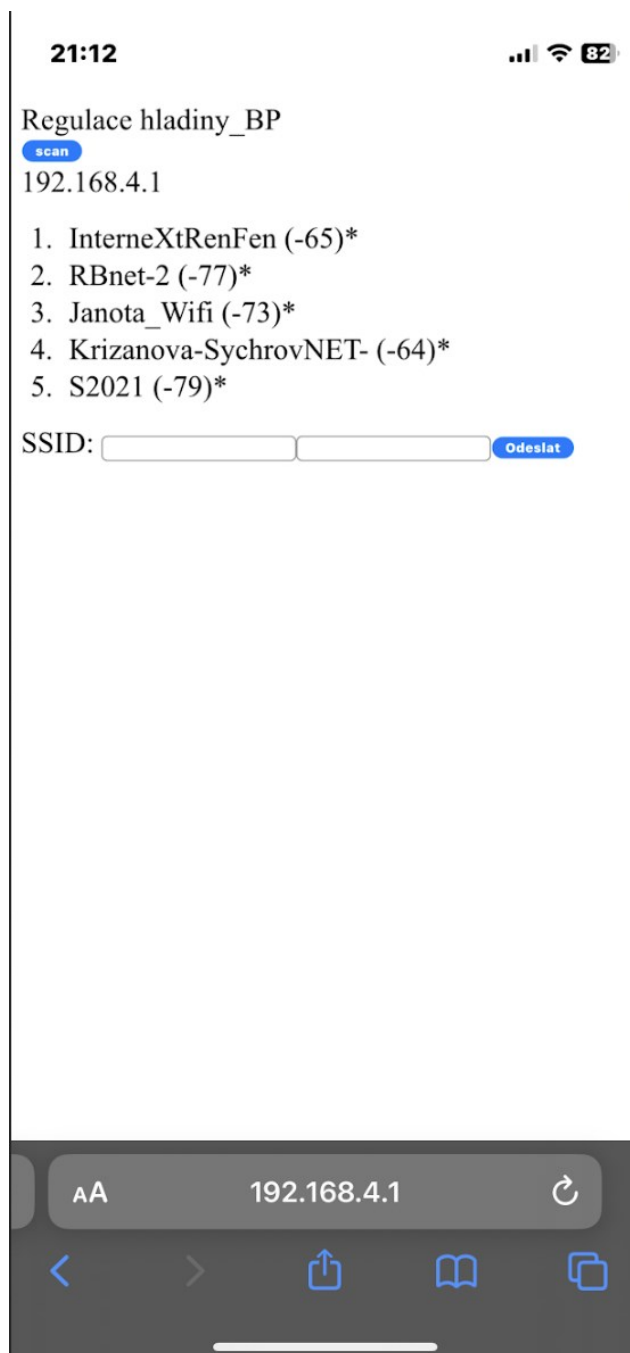 21:12
82
Regulace hladiny_BP
scan
192.168.4.1
1. InterneXtRenFen (-65)*
2. RBnet-2 (-77)*
3. Janota_Wifi (-73)*
4. Krizanova-SychrovNET- (-64)*
5. S2021 (-79)*
SSID:
Odeslat
AA
192.168.4.1